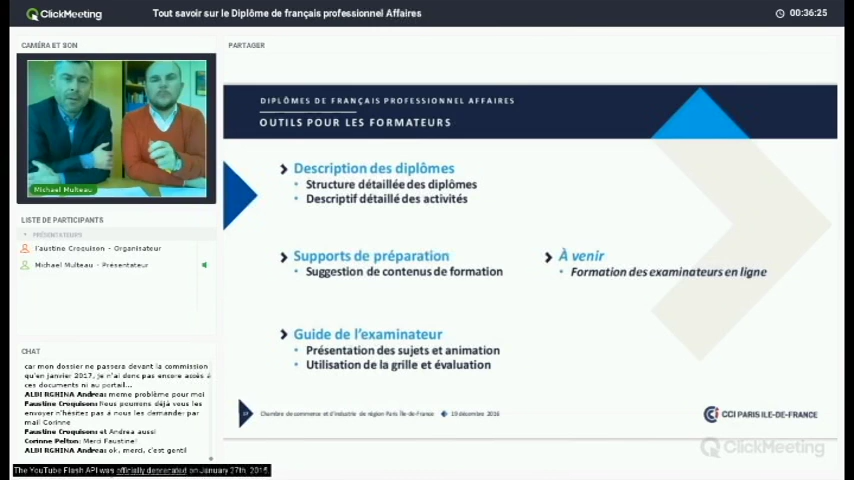 ClickMeeting
Tout savoir sur le Diplôme de français professionnel Affaires
00:36:25
CAMÉRA ET SON
Michael Multeau
LISTE DE PARTICIPANTS
PRÉSENTATEURS
Faustine Croquison - Organisateur
Michael Multeau - Présentateur
CHAT
car mon dossier ne passera devant la commission
qu'en janvier 2017, je n'ai donc pas encore accès à
ces documents ni au portail...
ALBI RGHINA Andrea: meme problème pour moi
Faustine Croquison: Nous pourrons déjà vous les
envoyer n'hésitez pas à nous les demander par
mail Corinne
Faustine Croquison: et Andrea aussi
Corinne Pelton: Merci Faustine!
ALBI RGHINA Andrea: ok, merci, c'est gentil
The YouTube Flash API was officially deprecated on January 27th, 2015.
PARTAGER
DIPLÔMES DE FRANÇAIS PROFESSIONNEL AFFAIRES
OUTILS POUR LES FORMATEURS
Description des diplômes
• Structure détaillée des diplômes
• Descriptif détaillé des activités
Supports de préparation
• Suggestion de contenus de formation
À venir
• Formation des examinateurs en ligne
Guide de l'examinateur
• Présentation des sujets et animation
• Utilisation de la grille et évaluation
Chambre de commerce et d'industrie de région Paris Île-de-France
19 décembre 2016
CCI PARIS ILE-DE-FRANCE
ClickMeeting